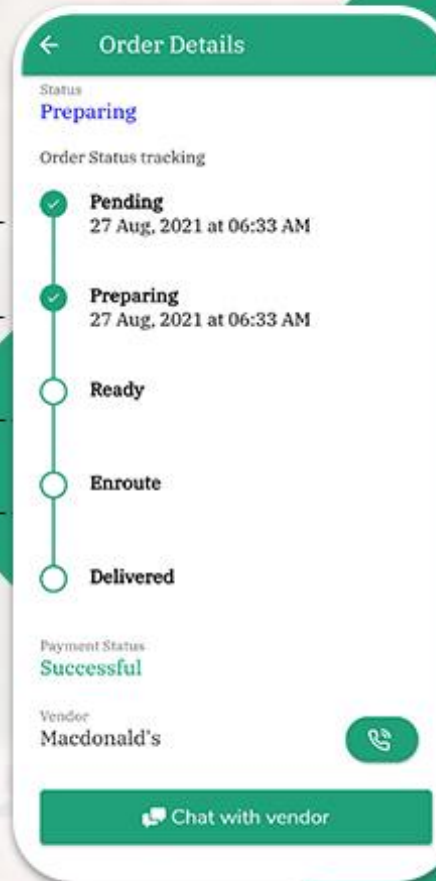 Order Details
Status
Preparing
Order Status tracking
Pending
27 Aug, 2021 at 06:33 AM
Preparing
27 Aug, 2021 at 06:33 AM
Ready
Enroute
Delivered
Payment Status
Successful
Vendor
Macdonald's
Chat with vendor